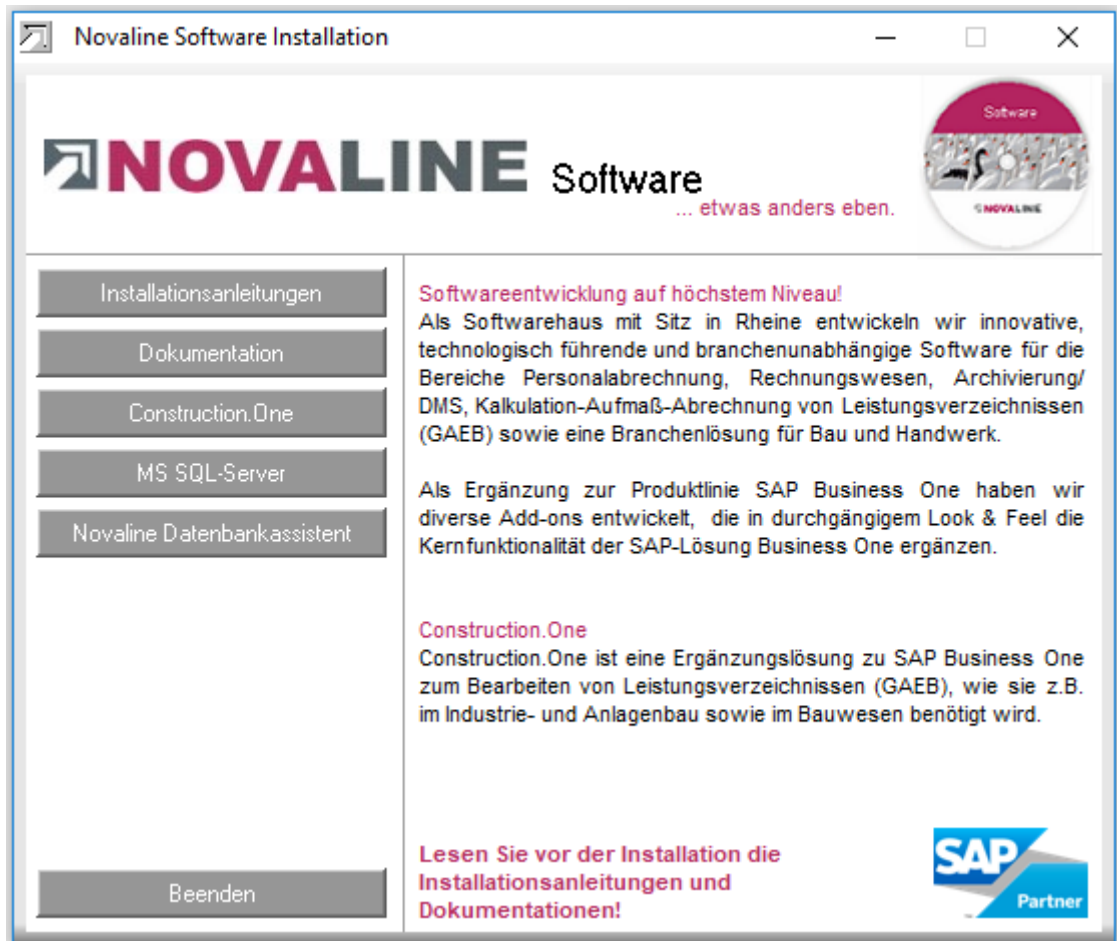 Novaline Software Installation
NOVALINE Software
... etwas anders eben.
Software
NOVALINE
Installationsanleitungen
Dokumentation
Construction.One
MS SQL-Server
Novaline Datenbankassistent
Beenden
Softwareentwicklung auf höchstem Niveau!
Als Softwarehaus mit Sitz in Rheine entwickeln wir innovative,
technologisch führende und branchenunabhängige Software für die
Bereiche Personalabrechnung, Rechnungswesen, Archivierung/
DMS, Kalkulation-Aufmaß-Abrechnung von Leistungsverzeichnissen
(GAEB) sowie eine Branchenlösung für Bau und Handwerk.
Als Ergänzung zur Produktlinie SAP Business One haben wir
diverse Add-ons entwickelt, die in durchgängigem Look & Feel die
Kernfunktionalität der SAP-Lösung Business One ergänzen.
Construction.One
Construction.One ist eine Ergänzungslösung zu SAP Business One
zum Bearbeiten von Leistungsverzeichnissen (GAEB), wie sie z.B.
im Industrie- und Anlagenbau sowie im Bauwesen benötigt wird.
Lesen Sie vor der Installation die
Installationsanleitungen und
Dokumentationen!
SAP
Partner